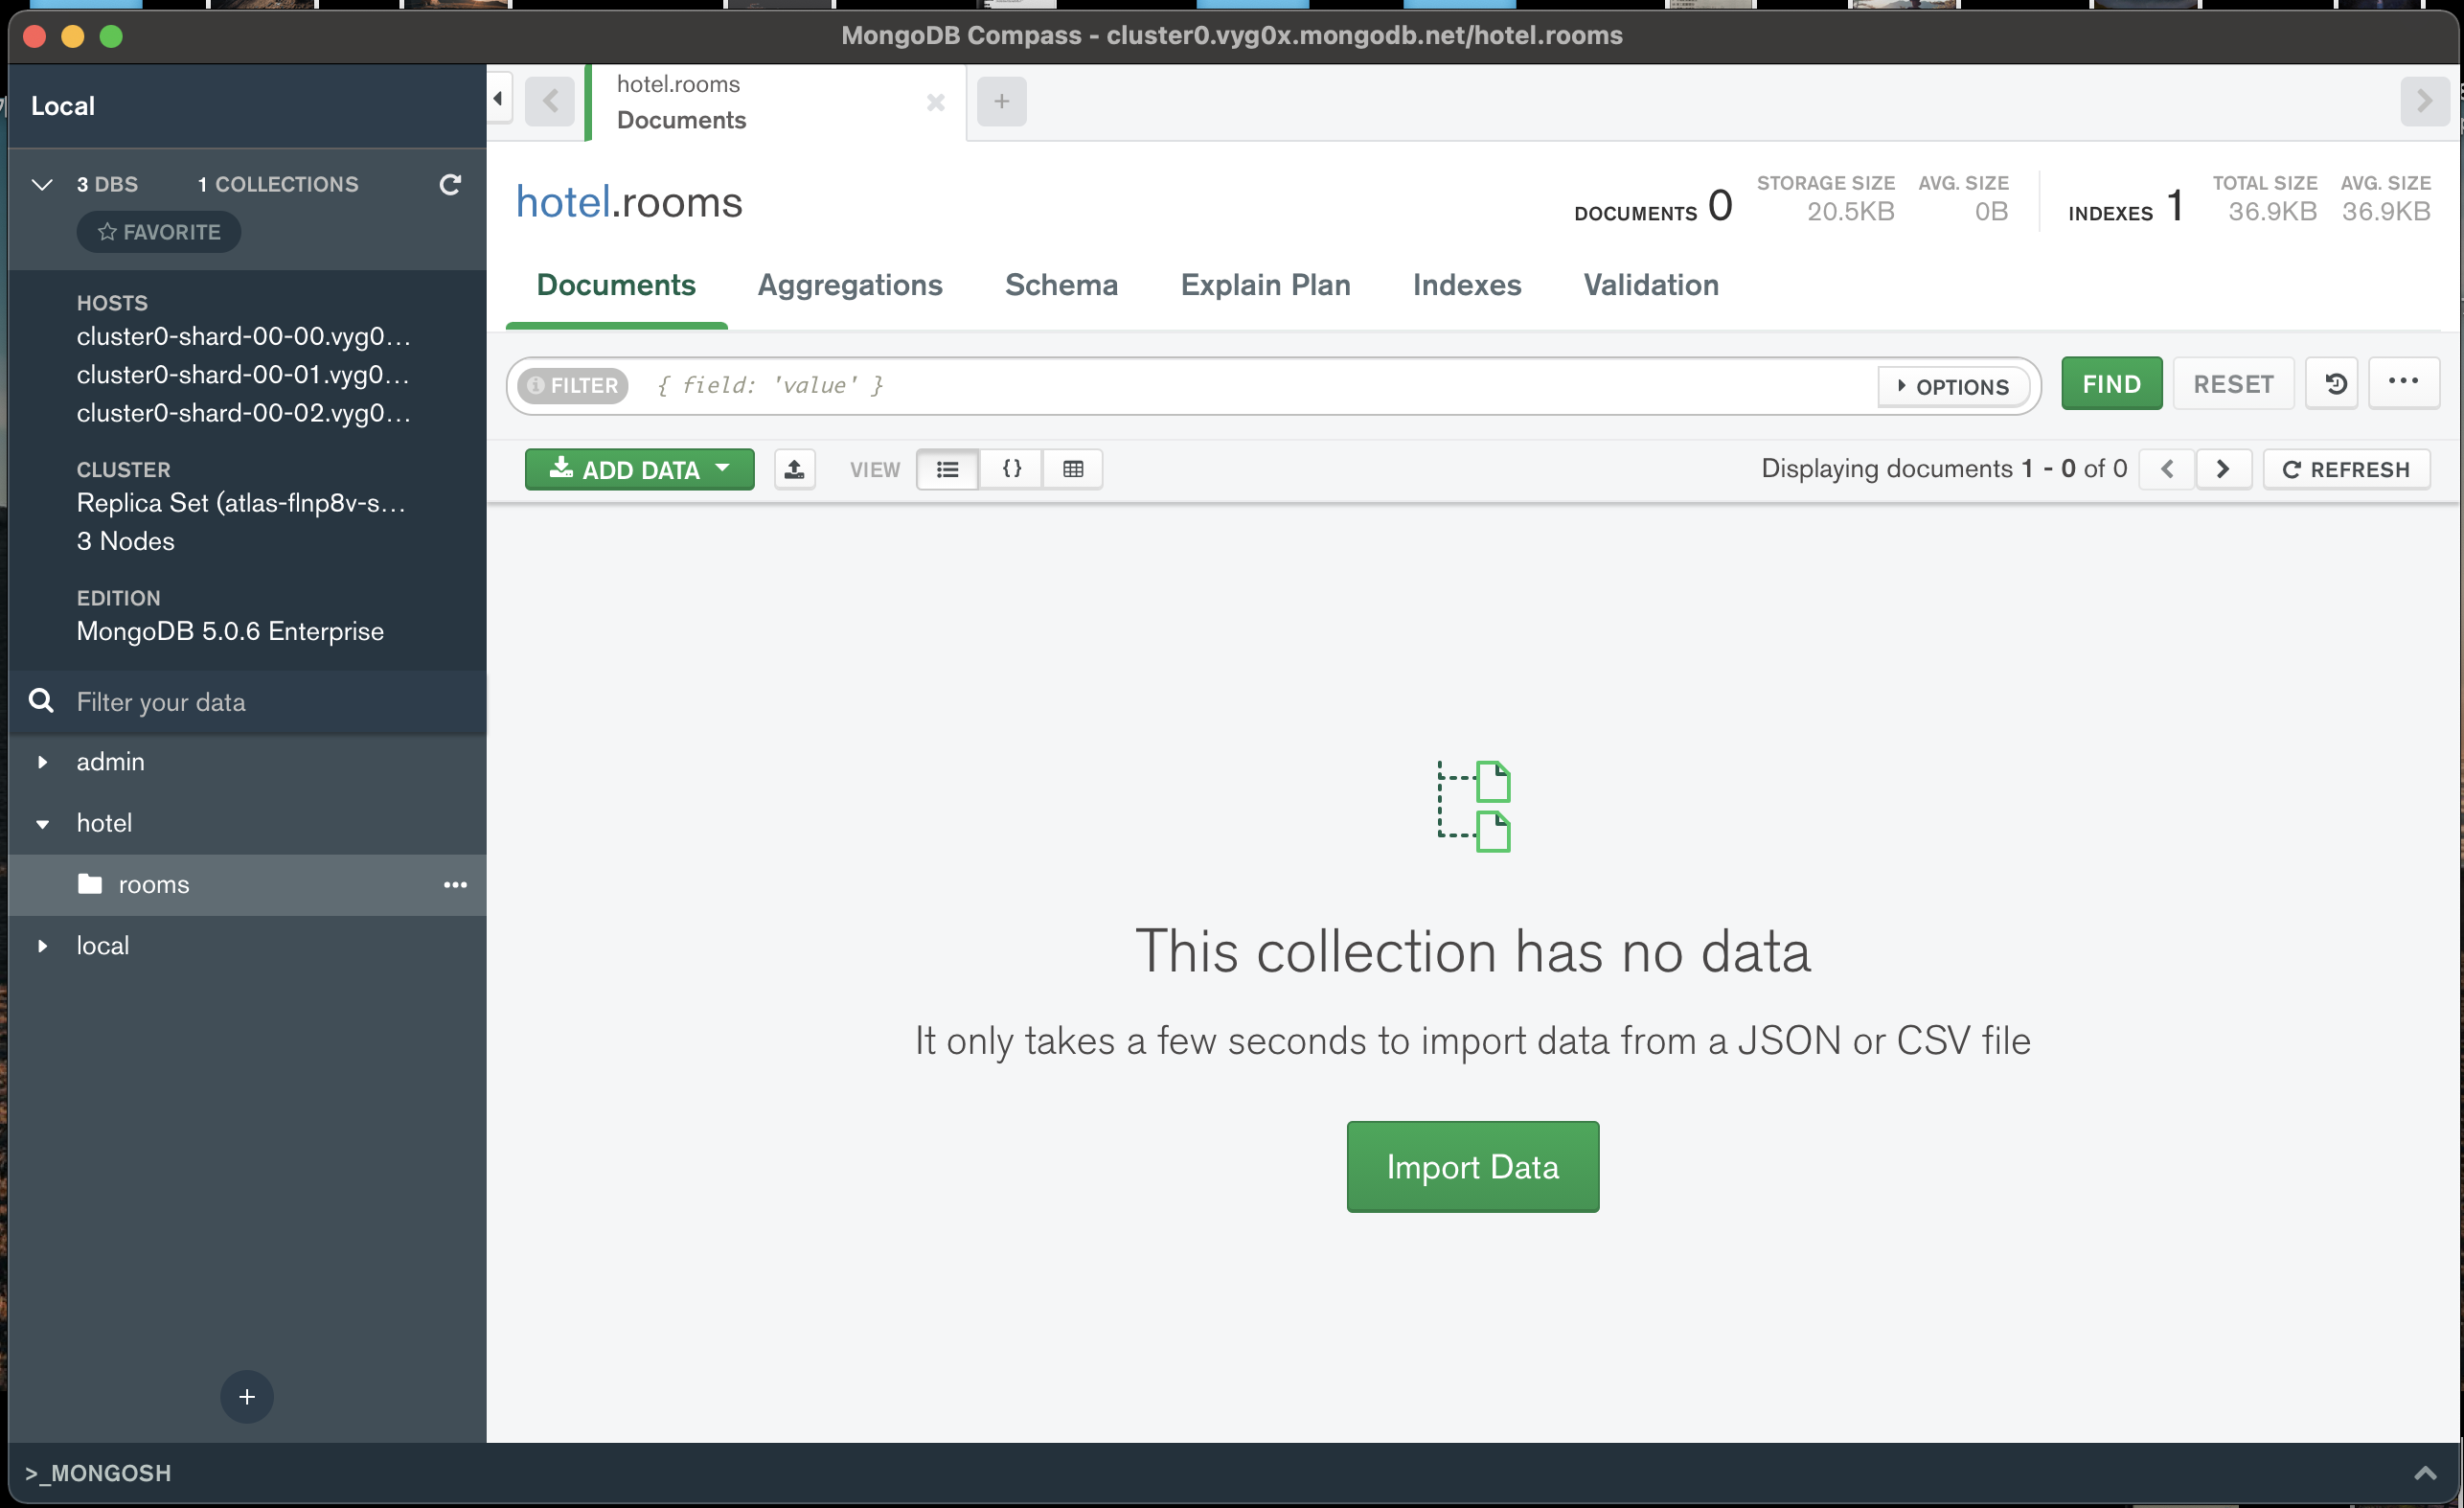 MongoDB Compass - cluster0.vyg0x.mongodb.net/hotel.rooms
Local
3 DBS 1 COLLECTIONS
FAVORITE
HOSTS
cluster0-shard-00-00.vyg0...
cluster0-shard-00-01.vyg0...
cluster0-shard-00-02.vyg0...
CLUSTER
Replica Set (atlas-flnp8v-s...
3 Nodes
EDITION
MongoDB 5.0.6 Enterprise
Filter your data
admin
hotel
rooms
local
+
hotel.rooms
Documents
+
hotel.rooms
DOCUMENTS 0
STORAGE SIZE
20.5KB
AVG. SIZE
0B
INDEXES 1
TOTAL SIZE
36.9KB
AVG. SIZE
36.9KB
Documents Aggregations Schema Explain Plan Indexes Validation
FILTER { field: 'value' } OPTIONS FIND RESET
ADD DATA VIEW {} Displaying documents 1 - 0 of 0 REFRESH
This collection has no data
It only takes a few seconds to import data from a JSON or CSV file
Import Data
>_MONGOSH